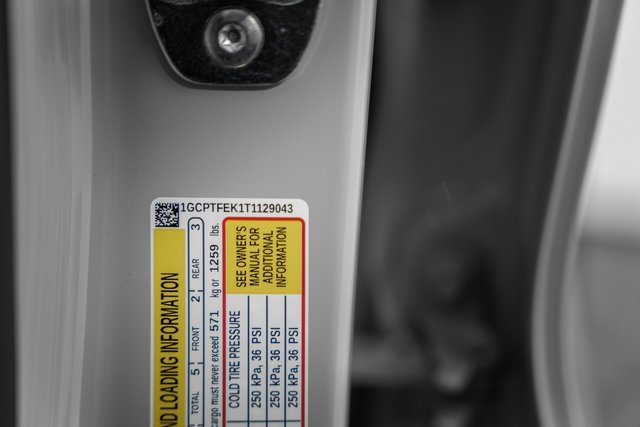 1GCPTFEK1T1129043
ND LOADING INFORMATION
TOTAL 5 FRONT 2 REAR 3
cargo must never exceed 571 kg or 1259 lbs.
SEE OWNER'S
MANUAL FOR
ADDITIONAL
INFORMATION
COLD TIRE PRESSURE
250 kPa, 36 PSI
250 kPa, 36 PSI
250 kPa, 36 PSI